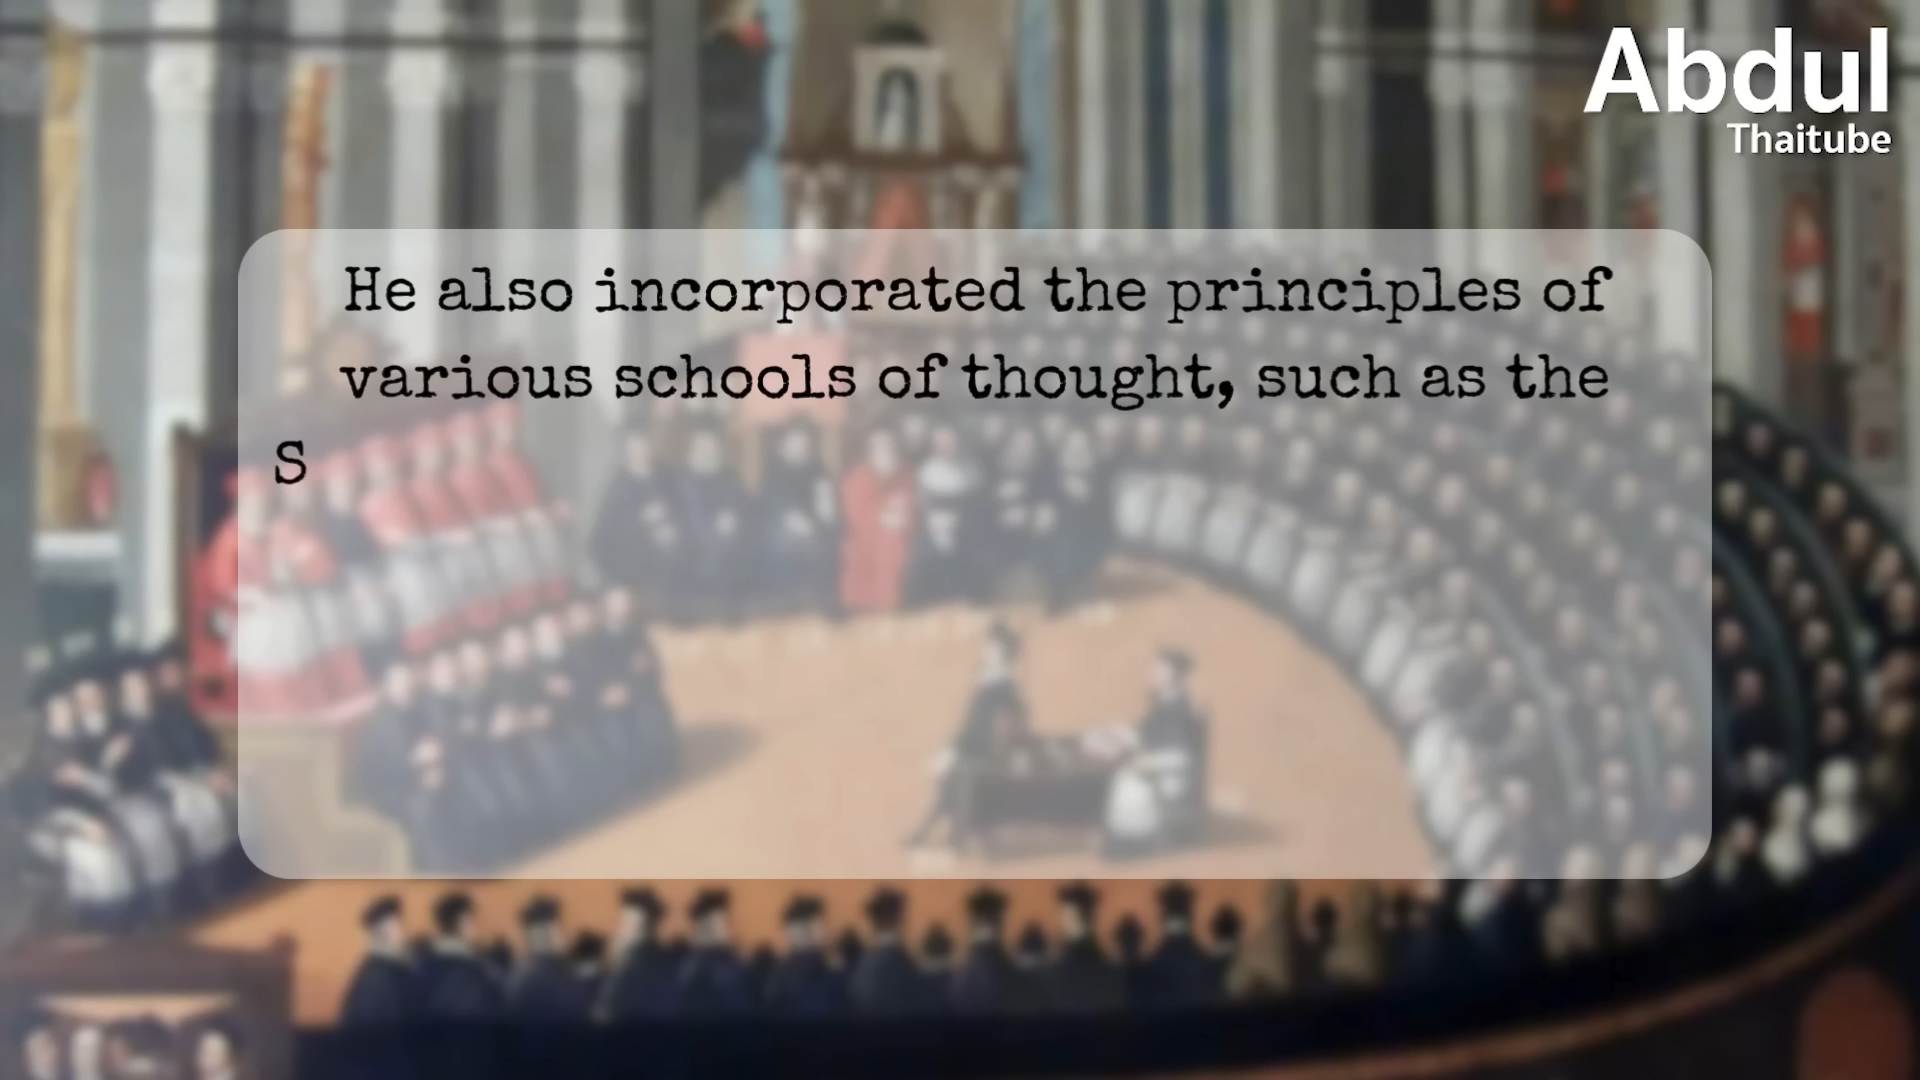 Abdul
Thaitube
He also incorporated the principles of
various schools of thought, such as the
S